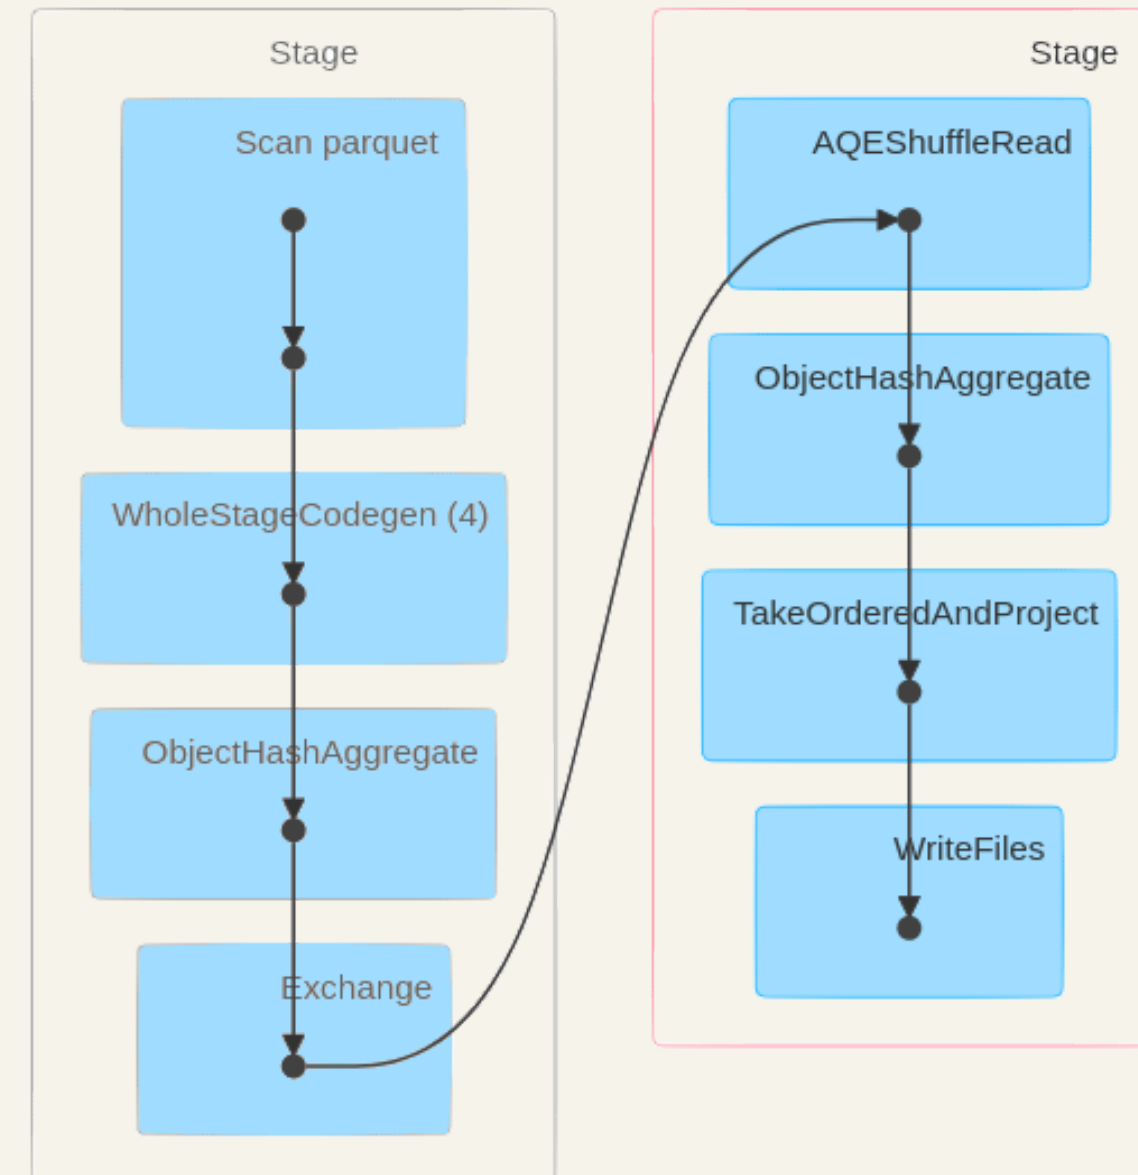 Stage
Scan parquet
WholeStageCodegen (4)
ObjectHashAggregate
Exchange
Stage
AQEShuffleRead
ObjectHashAggregate
TakeOrderedAndProject
WriteFiles